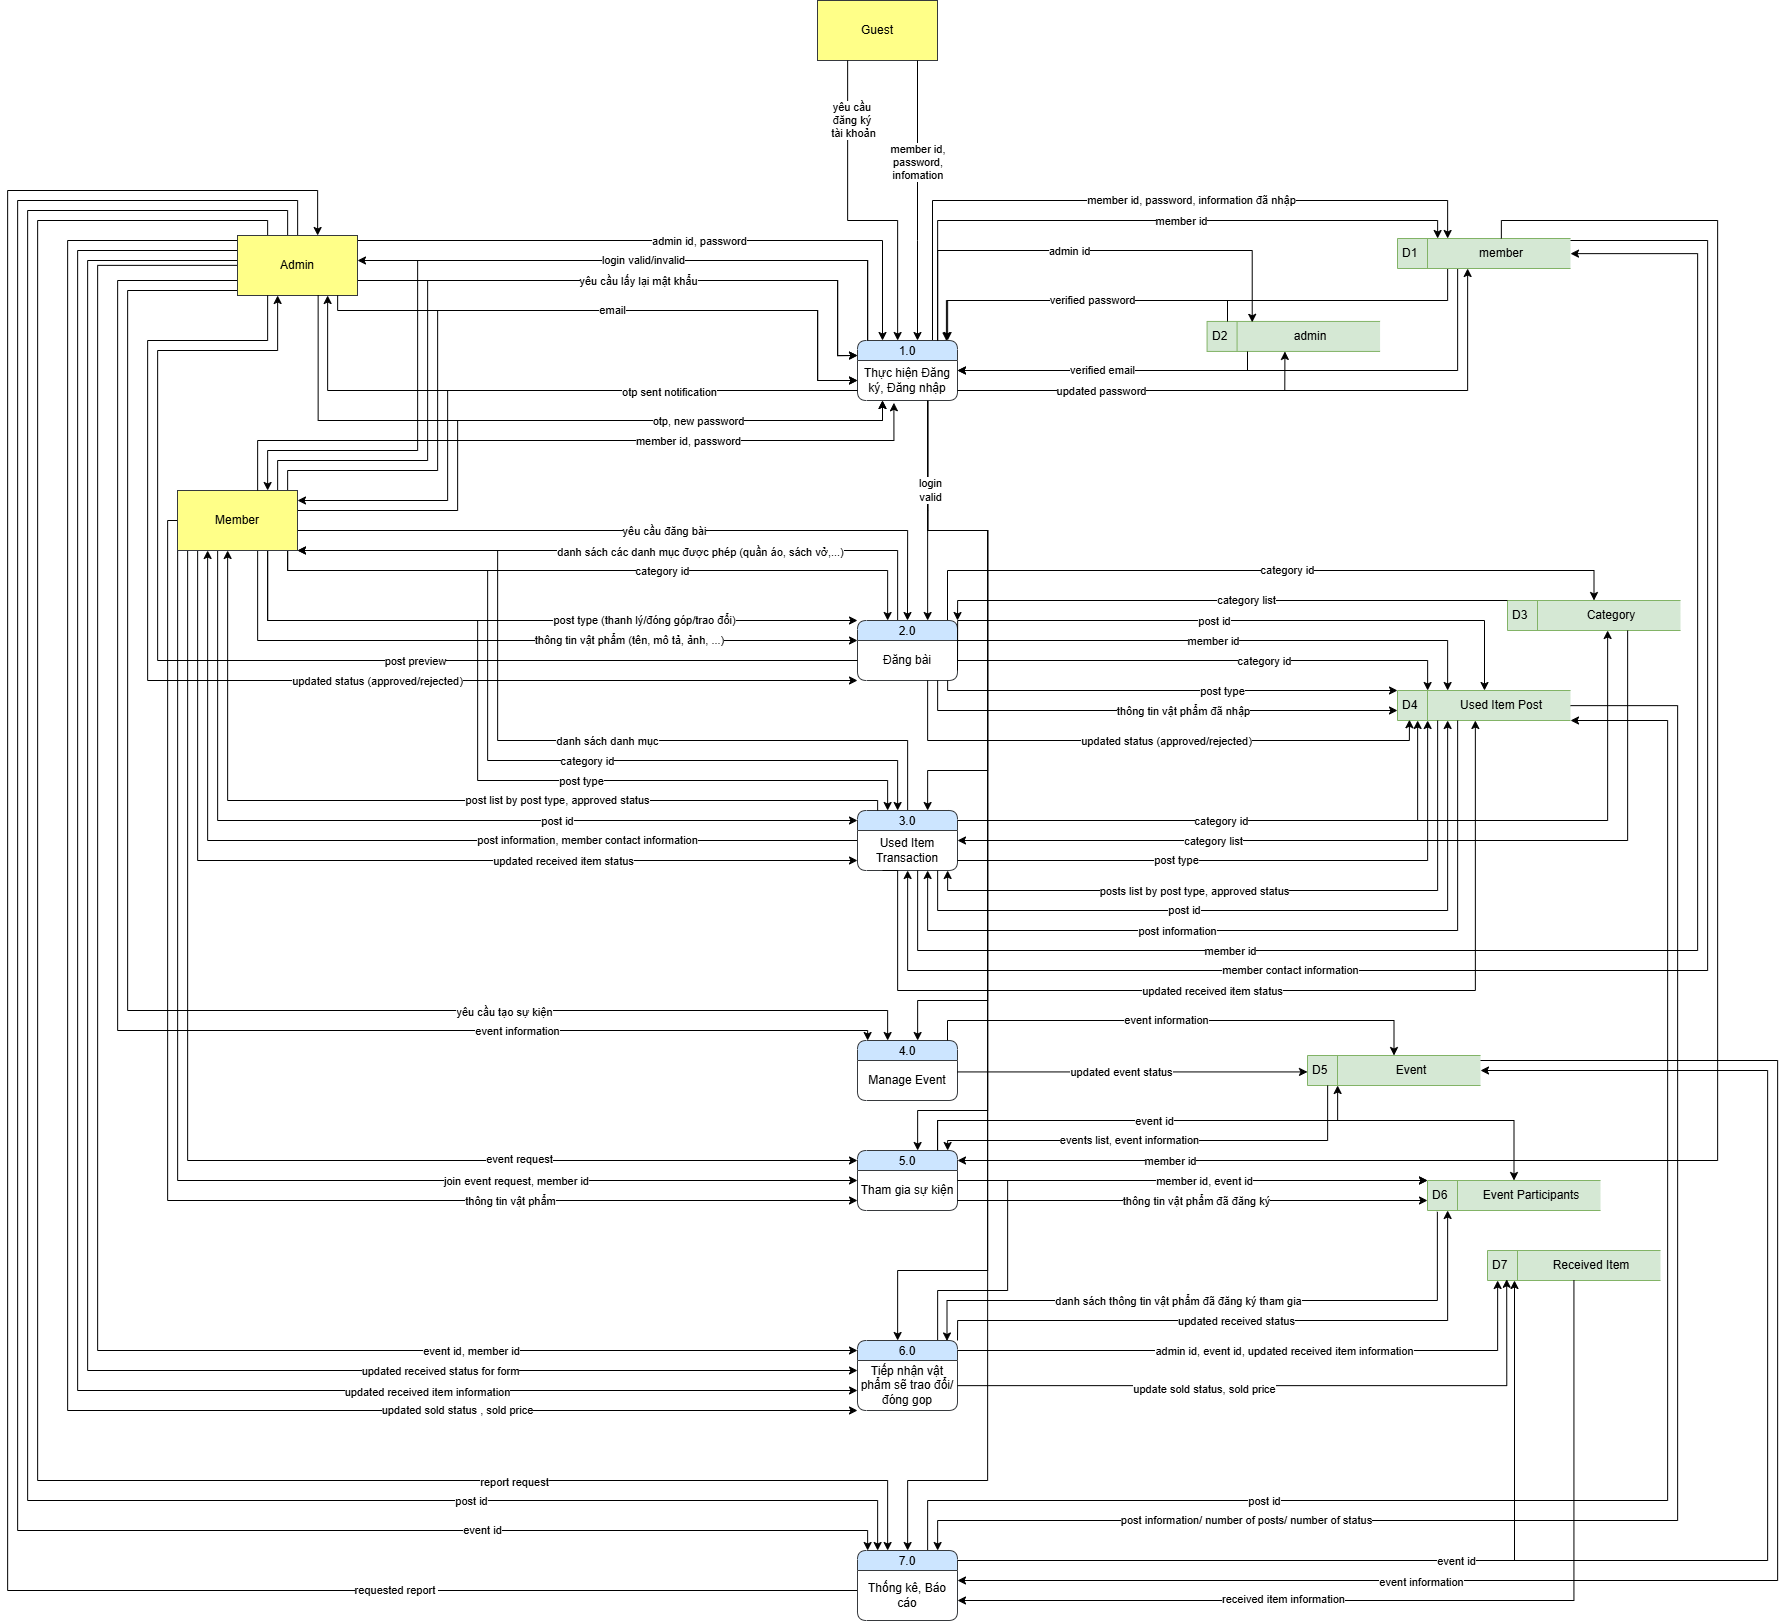 Guest
yêu cầu
đăng ký
tài khoản
member id,
password,
infomation
member id, password, information đã nhập
member id
admin id, password
Admin
login valid/invalid
admin id
D1
member
yêu cầu lấy lại mật khẩu
verified password
email
D2
admin
1.0
Thực hiện Đăng
ký, Đăng nhập
verified email
otp sent notification
updated password
otp, new password
member id, password
login
valid
Member
yêu cầu đăng bài
danh sách các danh mục được phép (quần áo, sách vở,...)
category id
category id
category list
D3
Category
post type (thanh lý/đóng góp/trao đổi)
post id
2.0
Đăng bài
thông tin vật phẩm (tên, mô tả, ảnh, ...)
member id
post preview
category id
updated status (approved/rejected)
post type
D4
Used Item Post
thông tin vật phẩm đã nhập
danh sách danh mục
updated status (approved/rejected)
category id
post type
post list by post type, approved status
post id
3.0
Used Item
Transaction
category id
post information, member contact information
category list
updated received item status
post type
posts list by post type, approved status
post id
post information
member id
member contact information
updated received item status
yêu cầu tạo sự kiện
event information
event information
4.0
Manage Event
updated event status
D5
Event
event id
events list, event information
event request
5.0
Tham gia sự kiện
member id
join event request, member id
member id, event id
thông tin vật phẩm
thông tin vật phẩm đã đăng ký
D6
Event Participants
D7
Received Item
danh sách thông tin vật phẩm đã đăng ký tham gia
updated received status
event id, member id
6.0
Tiếp nhận vật
phẩm sẽ trao đổi/
đóng gop
admin id, event id, updated received item information
updated received status for form
updated received item information
update sold status, sold price
updated sold status , sold price
report request
post id
post id
event id
post information/ number of posts/ number of status
7.0
Thống kê, Báo
cáo
event id
event information
requested report
received item information